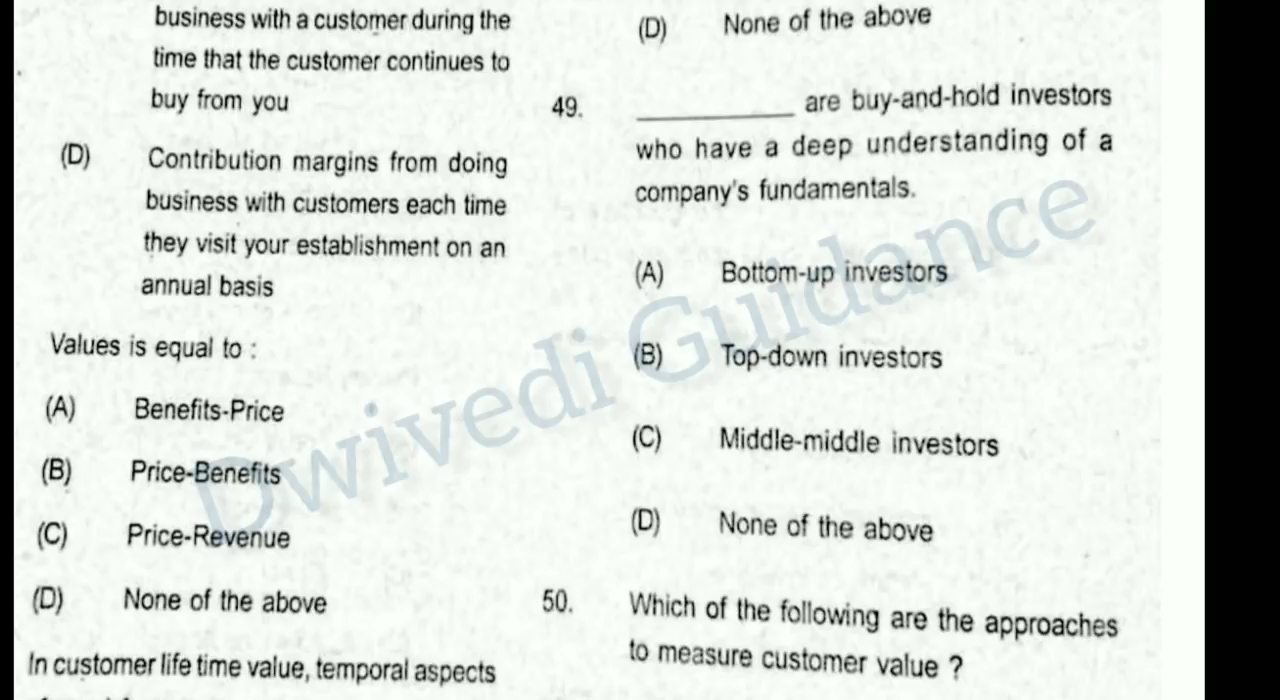 business with a customer during the
time that the customer continues to
buy from you
(D) Contribution margins from doing
business with customers each time
they visit your establishment on an
annual basis
Values is equal to :
(A) Benefits-Price
(B) Price-Benefits
(C) Price-Revenue
(D) None of the above
In customer life time value, temporal aspects
(D) None of the above
49. __________ are buy-and-hold investors
who have a deep understanding of a
company's fundamentals.
(A) Bottom-up investors
(B) Top-down investors
(C) Middle-middle investors
(D) None of the above
50. Which of the following are the approaches
to measure customer value ?
Dwivedi Guidance